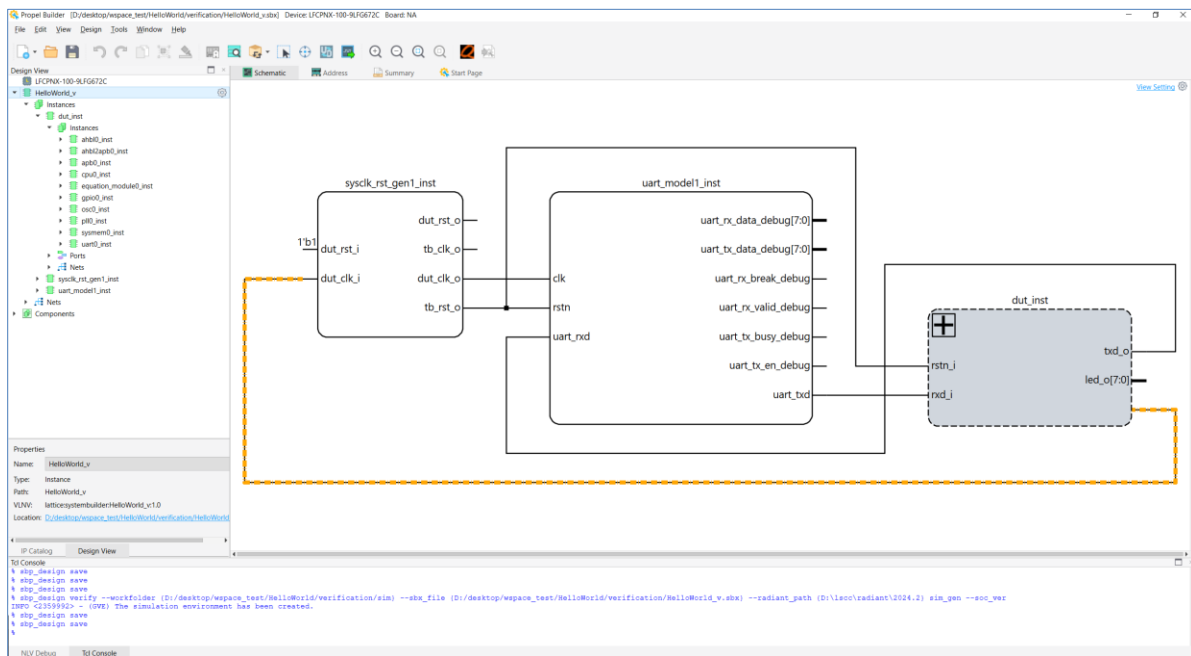 Propel Builder [D:/desktop/wspace_test/HelloWorld/verification/HelloWorld_v.sbx] Device: LFCPNX-100-9LFG672C Board: NA
File Edit View Design Tools Window Help
Design View
Schematic Address Summary Start Page
View Setting
LFCPNX-100-9LFG672C
HelloWorld_v
Instances
dut_inst
Instances
ahbl0_inst
ahbl2apb0_inst
apb0_inst
cpu0_inst
equation_module0_inst
gpio0_inst
osc0_inst
pll0_inst
sysmem0_inst
uart0_inst
Ports
Nets
sysclk_rst_gen1_inst
uart_model1_inst
Nets
Components
sysclk_rst_gen1_inst
1'b1
dut_rst_i
dut_clk_i
dut_rst_o
tb_clk_o
dut_clk_o
tb_rst_o
uart_model1_inst
clk
rstn
uart_rxd
uart_rx_data_debug[7:0]
uart_tx_data_debug[7:0]
uart_rx_break_debug
uart_rx_valid_debug
uart_tx_busy_debug
uart_tx_en_debug
uart_txd
dut_inst
rstn_i
rxd_i
txd_o
led_o[7:0]
Properties
Name: HelloWorld_v
Type: Instance
Path: HelloWorld_v
VLNV: latticesystembuilder:HelloWorld_v:1.0
Location: D:/desktop/wspace_test/HelloWorld/verification/HelloWorld
IP Catalog Design View
Tcl Console
% sbp_design save
% sbp_design save
% sbp_design save
% sbp_design verify --workfolder {D:/desktop/wspace_test/HelloWorld/verification/sim} --sbx_file {D:/desktop/wspace_test/HelloWorld/verification/HelloWorld_v.sbx} --radiant_path {D:\lscc\radiant\2024.2} sim_gen --soc_ver
INFO <2359992> - (GVE) The simulation environment has been created.
% sbp_design save
% sbp_design save
%
NLV Debug Tcl Console